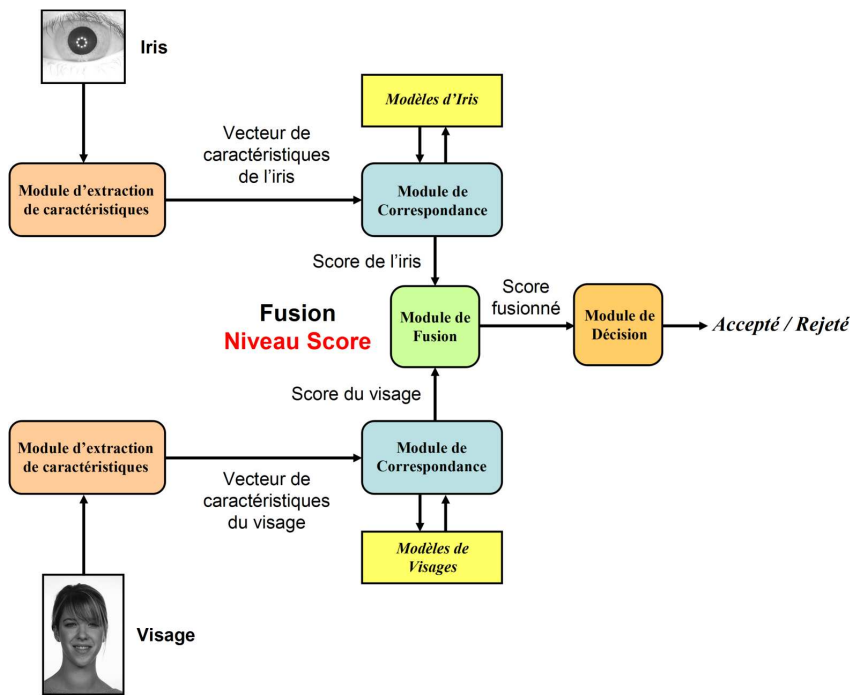 Iris
Modèles d'Iris
Vecteur de
caractéristiques
de l'iris
Module d'extraction
de caractéristiques
Module de
Correspondance
Score de l'iris
Fusion
Niveau Score
Module de
Fusion
Score
fusionné
Module de
Décision
Accepté / Rejeté
Score du visage
Module d'extraction
de caractéristiques
Module de
Correspondance
Vecteur de
caractéristiques
du visage
Modèles de
Visages
Visage